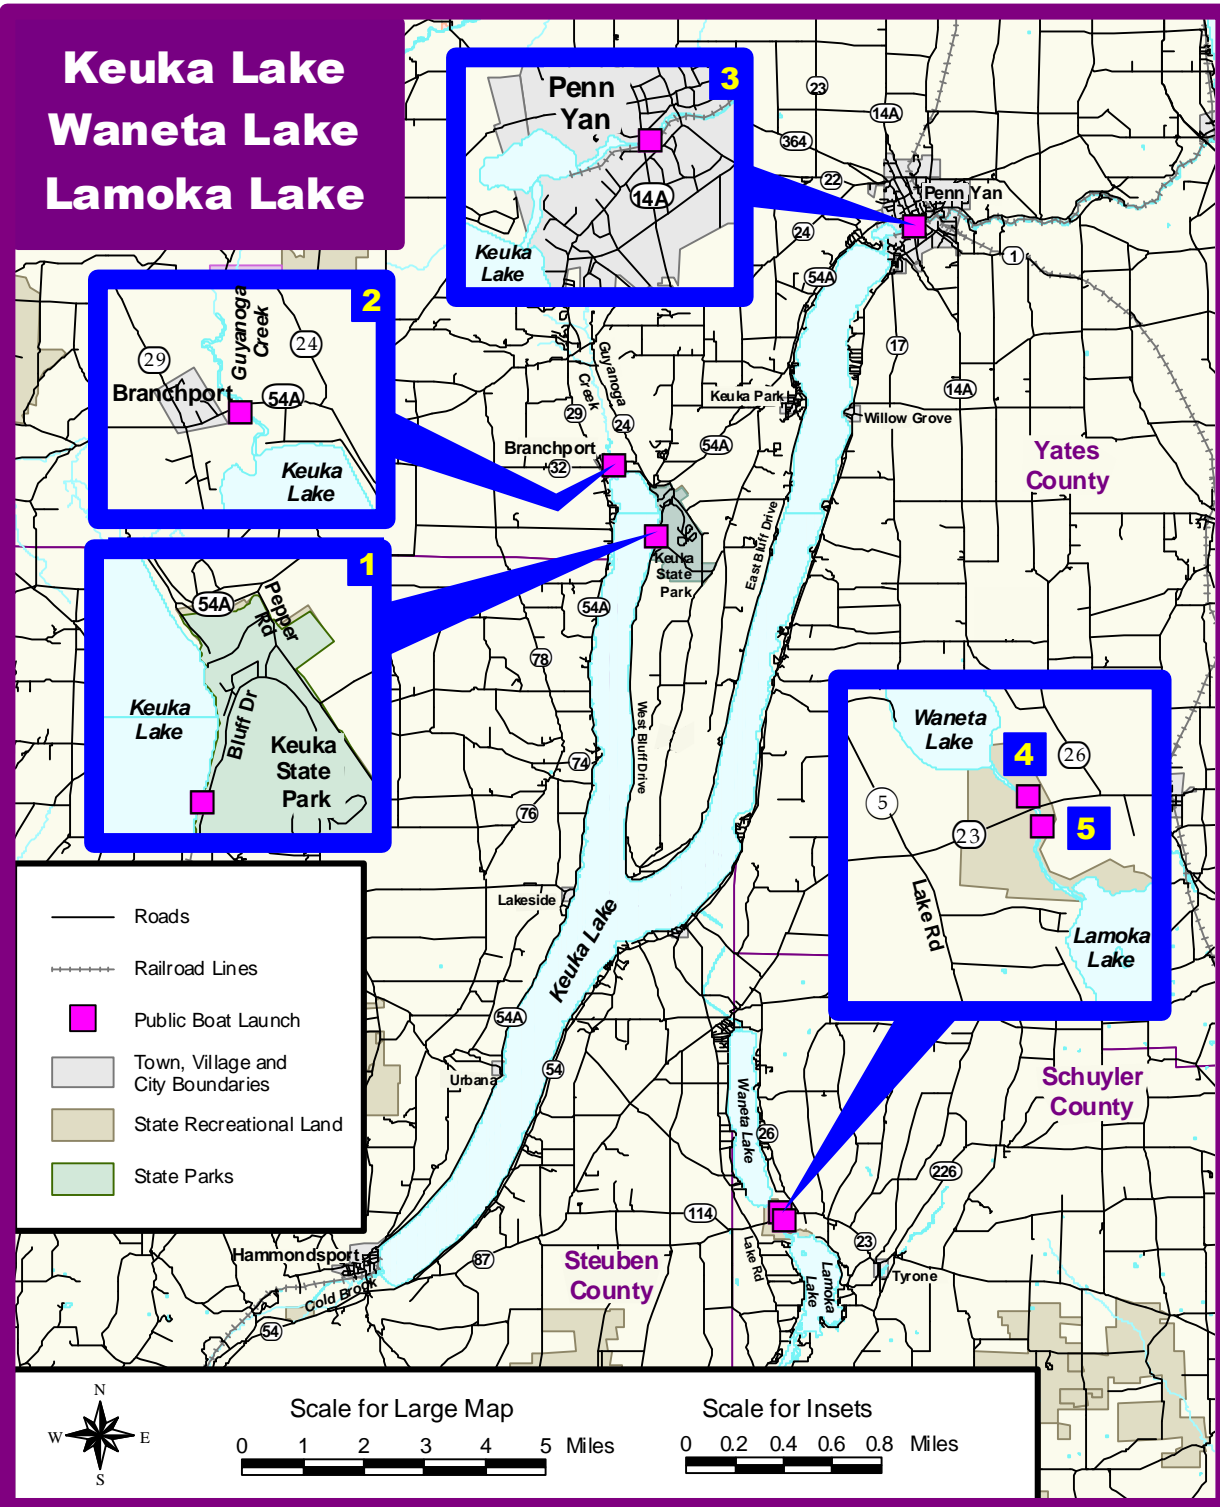 Keuka Lake
Waneta Lake
Lamoka Lake
3
Penn
Yan
14A
Keuka
Lake
23
14A
364
22
Penn Yan
24
1
54A
2
Guyanoga
Creek
29
24
Branchport
54A
Keuka
Lake
17
14A
Keuka Park
Willow Grove
Guyanoga
Creek
29
24
54A
Branchport
32
Yates
County
East Bluff Drive
Keuka
State
Park
1
54A
Pepper
Rd
Keuka
Lake
Bluff Dr
Keuka
State
Park
54A
78
West Bluff Drive
74
76
Waneta
Lake
4
26
5
23
5
Lake Rd
Lamoka
Lake
Lakeside
Keuka Lake
54A
54
Urbana
Roads
Railroad Lines
Public Boat Launch
Town, Village and
City Boundaries
State Recreational Land
State Parks
Schuyler
County
Waneta Lake
26
226
114
23
Lake Rd
Lamoka
Lake
Tyrone
Steuben
County
87
Hammondsport
Cold Brook
54
N
W
E
S
Scale for Large Map
0 1 2 3 4 5 Miles
Scale for Insets
0 0.2 0.4 0.6 0.8 Miles